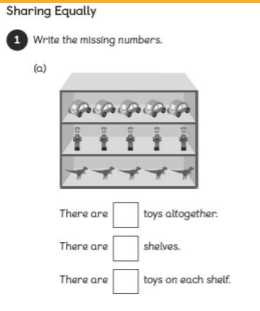 Sharing Equally
1 Write the missing numbers.
(a)
There are toys altogether.
There are shelves.
There are toys on each shelf.